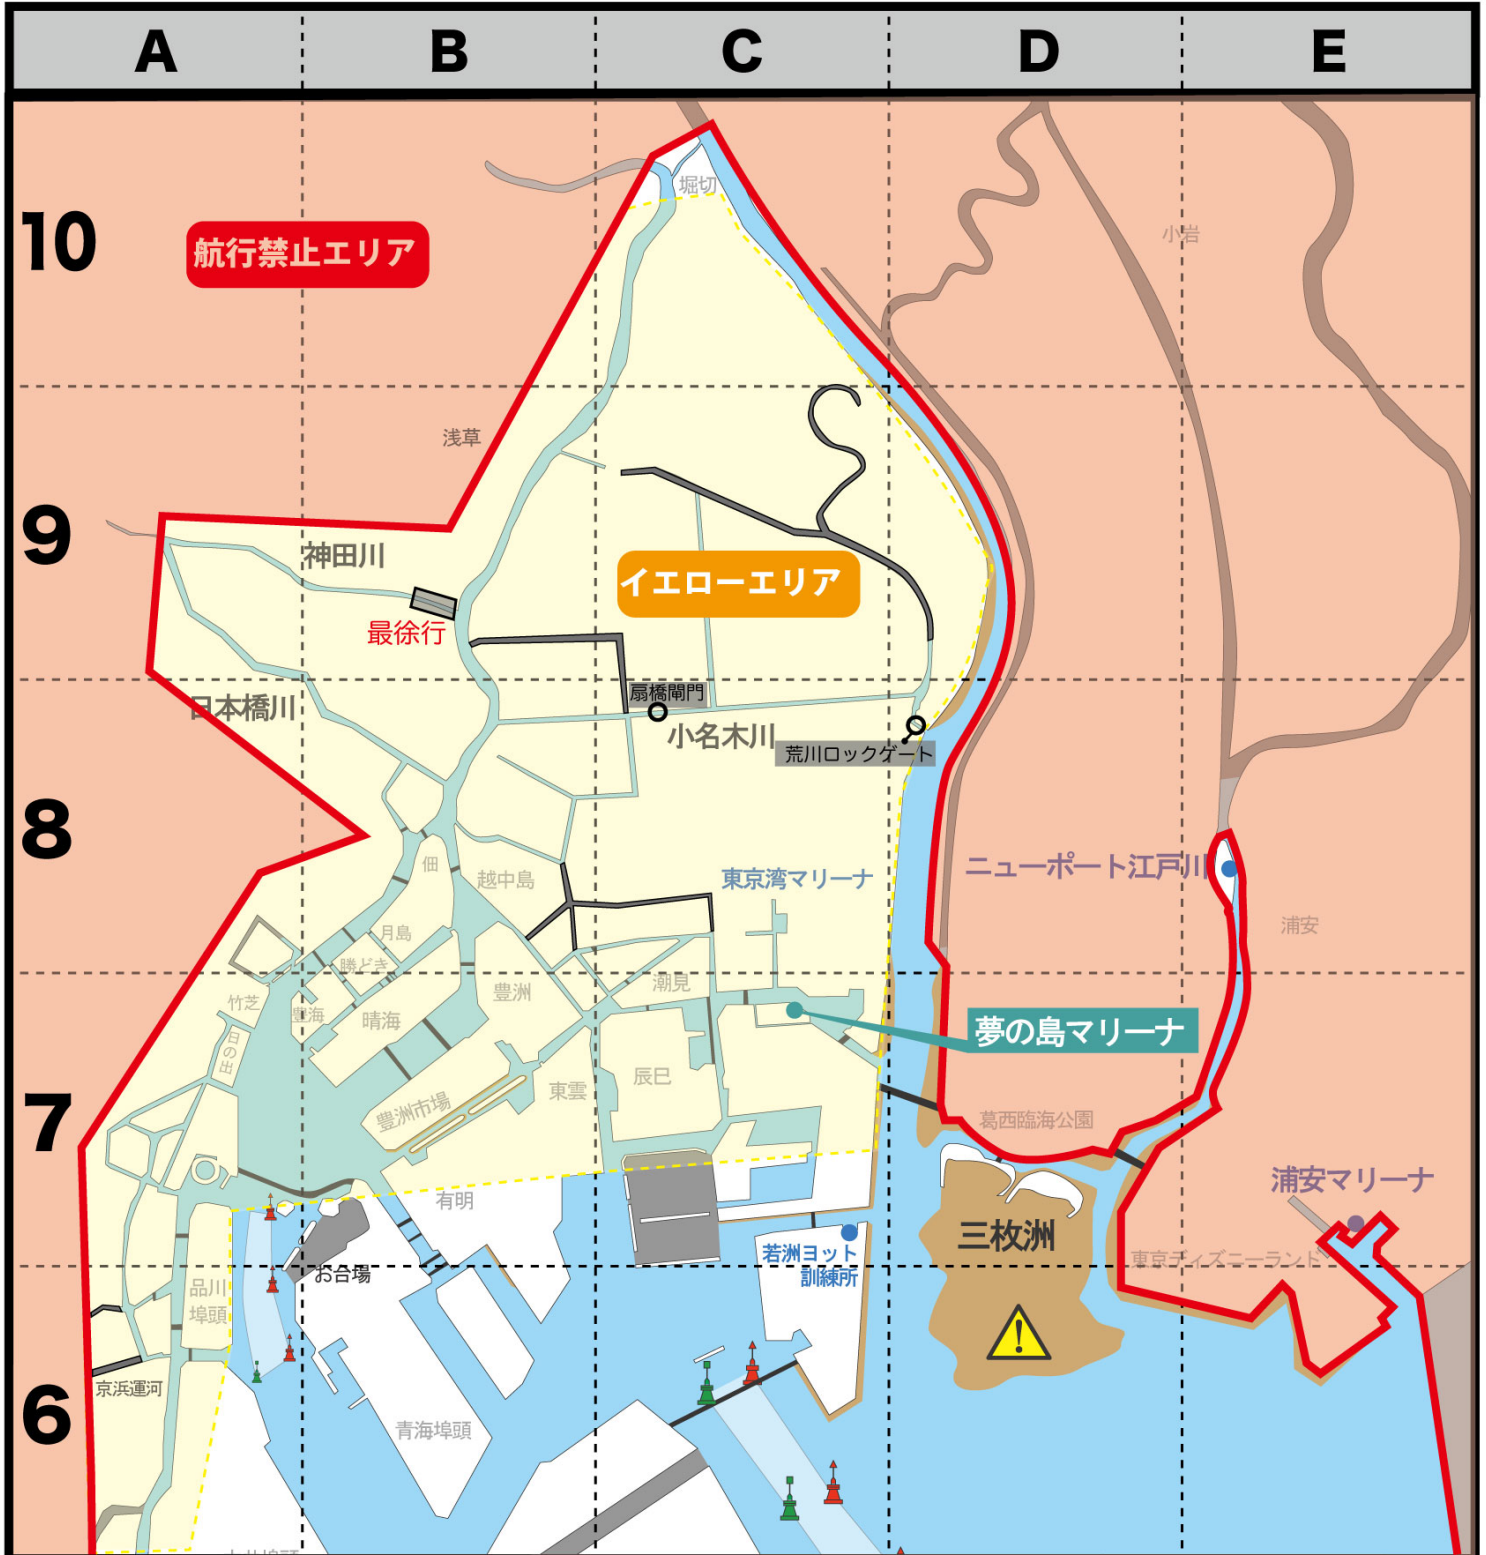 A
B
C
D
E
10
堀切
小岩
航行禁止エリア
浅草
9
神田川
イエローエリア
最徐行
扇橋閘門
日本橋川
小名木川
荒川ロックゲート
8
佃
越中島
東京湾マリーナ
ニューポート江戸川
浦安
月島
勝どき
潮見
豊洲
竹芝
豊海
晴海
夢の島マリーナ
日の出
辰巳
東雲
7
豊洲市場
葛西臨海公園
浦安マリーナ
有明
三枚洲
若洲ヨット
訓練所
東京ディズニーランド
お台場
品川
埠頭
京浜運河
6
青海埠頭